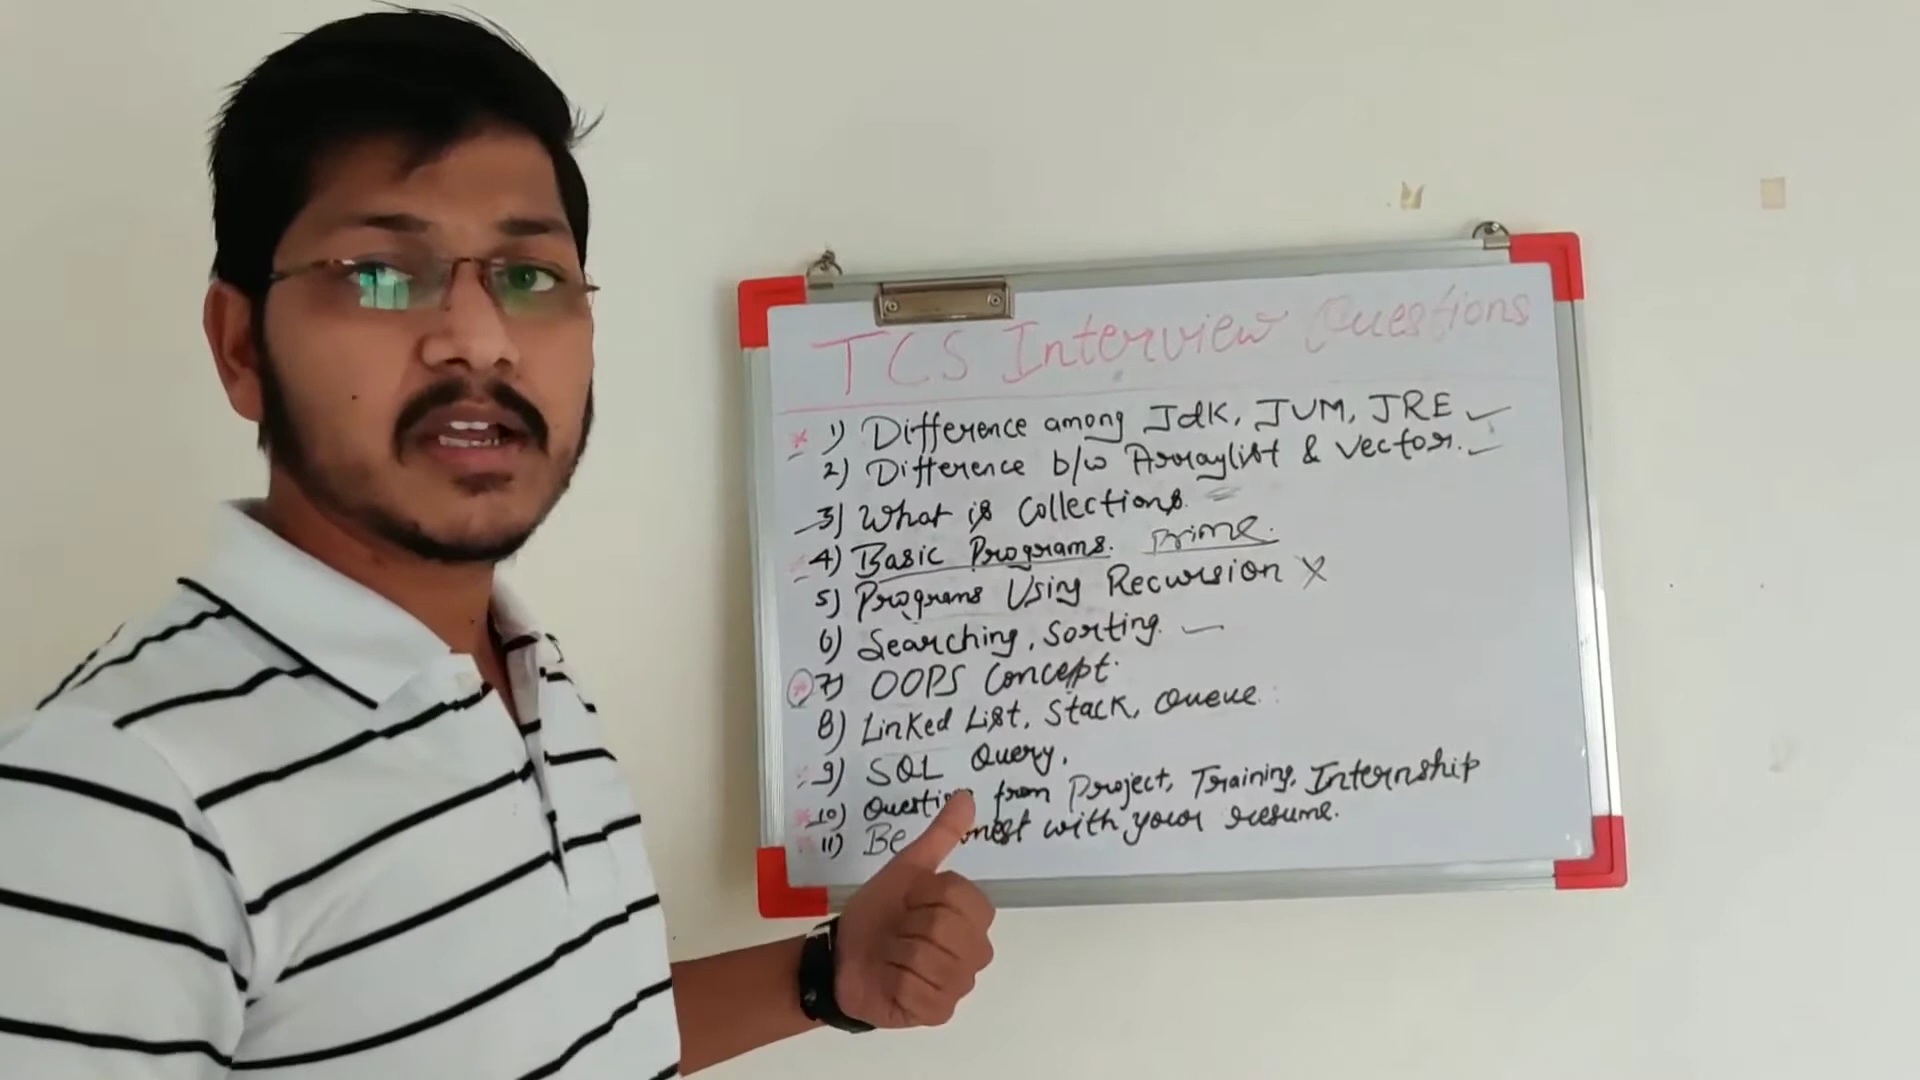 TCS Interview Questions
1) Difference among JdK, JVM, JRE
2) Difference b/w Arraylist & Vector.
3) What is Collections.
4) Basic Programs. Prime.
5) Programs Using Recursion X
6) Searching, Sorting.
7) OOPS Concept.
8) Linked List, Stack, Queue.
9) SQL Query.
10) from Project, Training, Internship
11) Be with your resume.